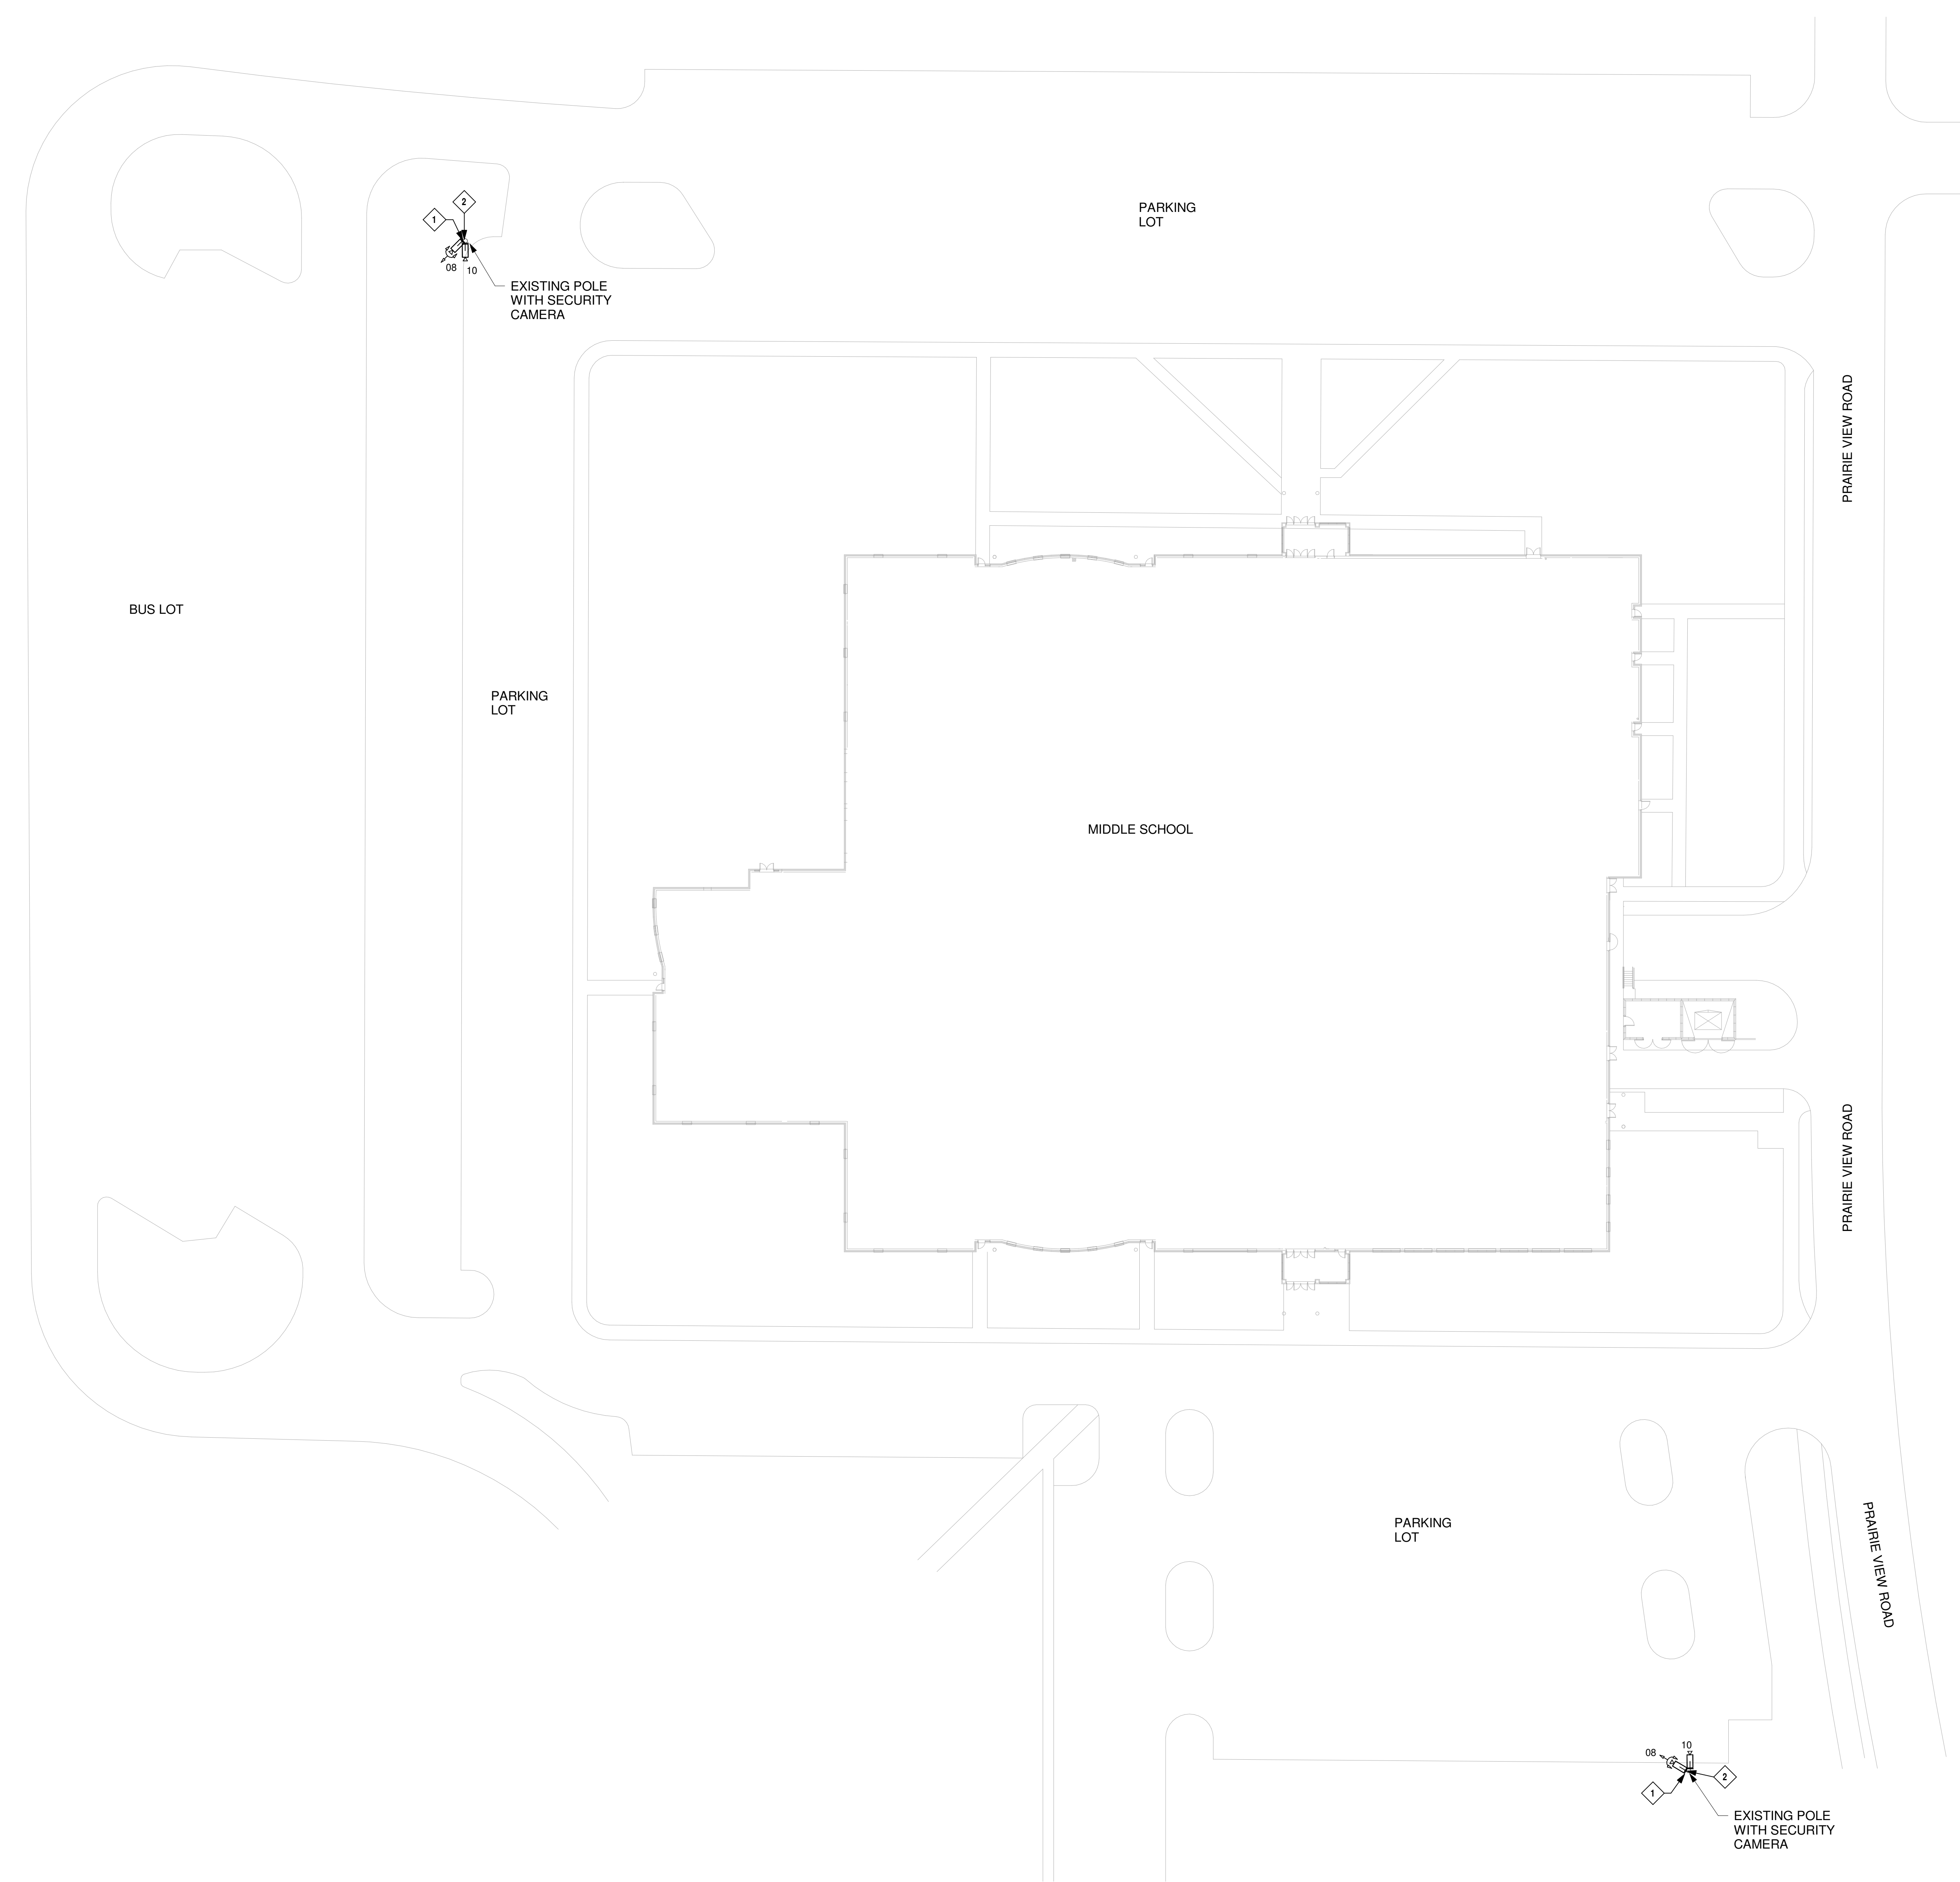 PARKING
LOT
2
1
08
10
EXISTING POLE
WITH SECURITY
CAMERA
PRAIRIE VIEW ROAD
BUS LOT
PARKING
LOT
MIDDLE SCHOOL
PRAIRIE VIEW ROAD
PARKING
LOT
PRAIRIE VIEW ROAD
10
08
2
1
EXISTING POLE
WITH SECURITY
CAMERA